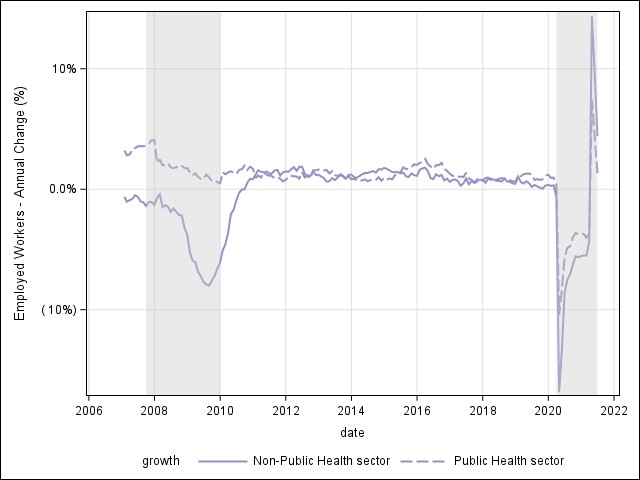 Employed Workers - Annual Change (%)
10%
0.0%
(10%)
2006 2008 2010 2012 2014 2016 2018 2020 2022
date
growth Non-Public Health sector Public Health sector